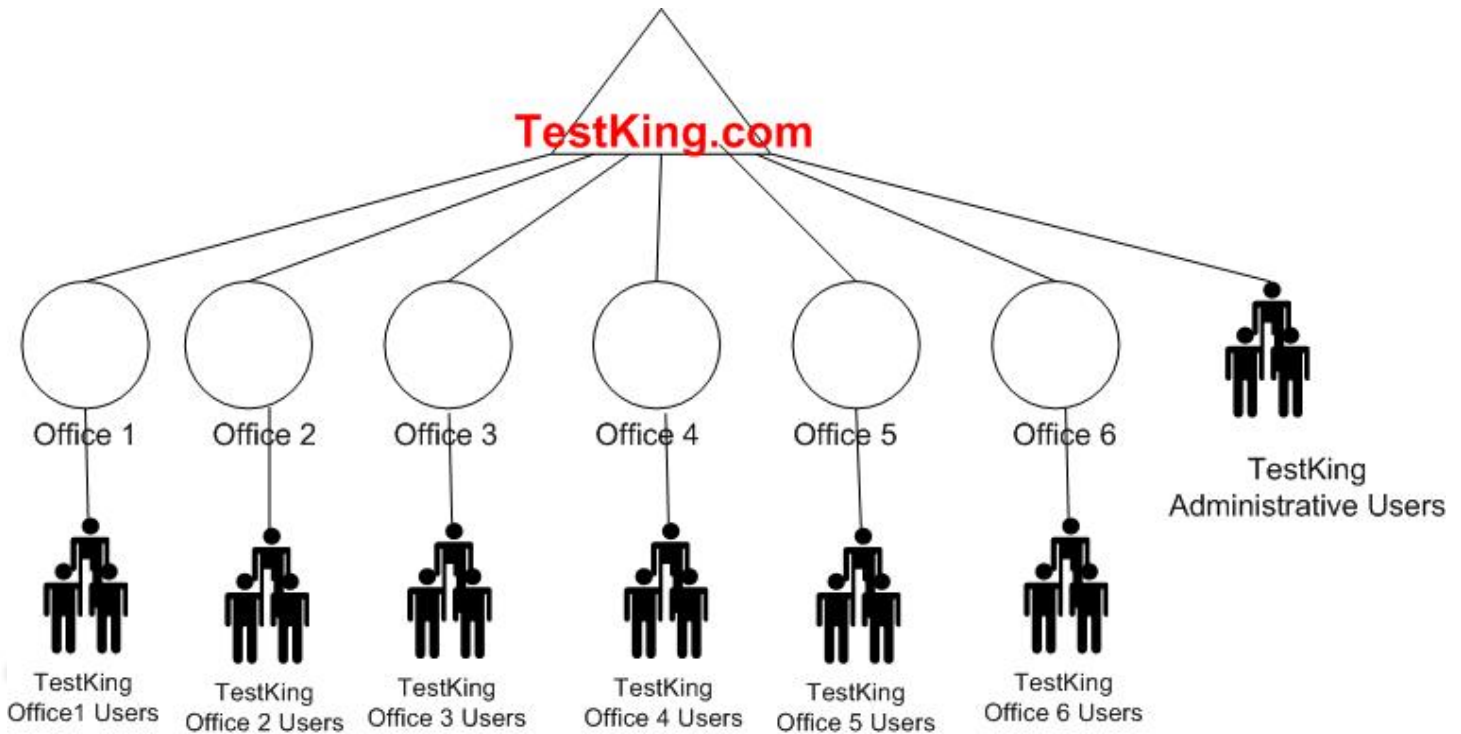 TestKing.com
Office 1
Office 2
Office 3
Office 4
Office 5
Office 6
TestKing
Administrative Users
TestKing
Office1 Users
TestKing
Office 2 Users
TestKing
Office 3 Users
TestKing
Office 4 Users
TestKing
Office 5 Users
TestKing
Office 6 Users